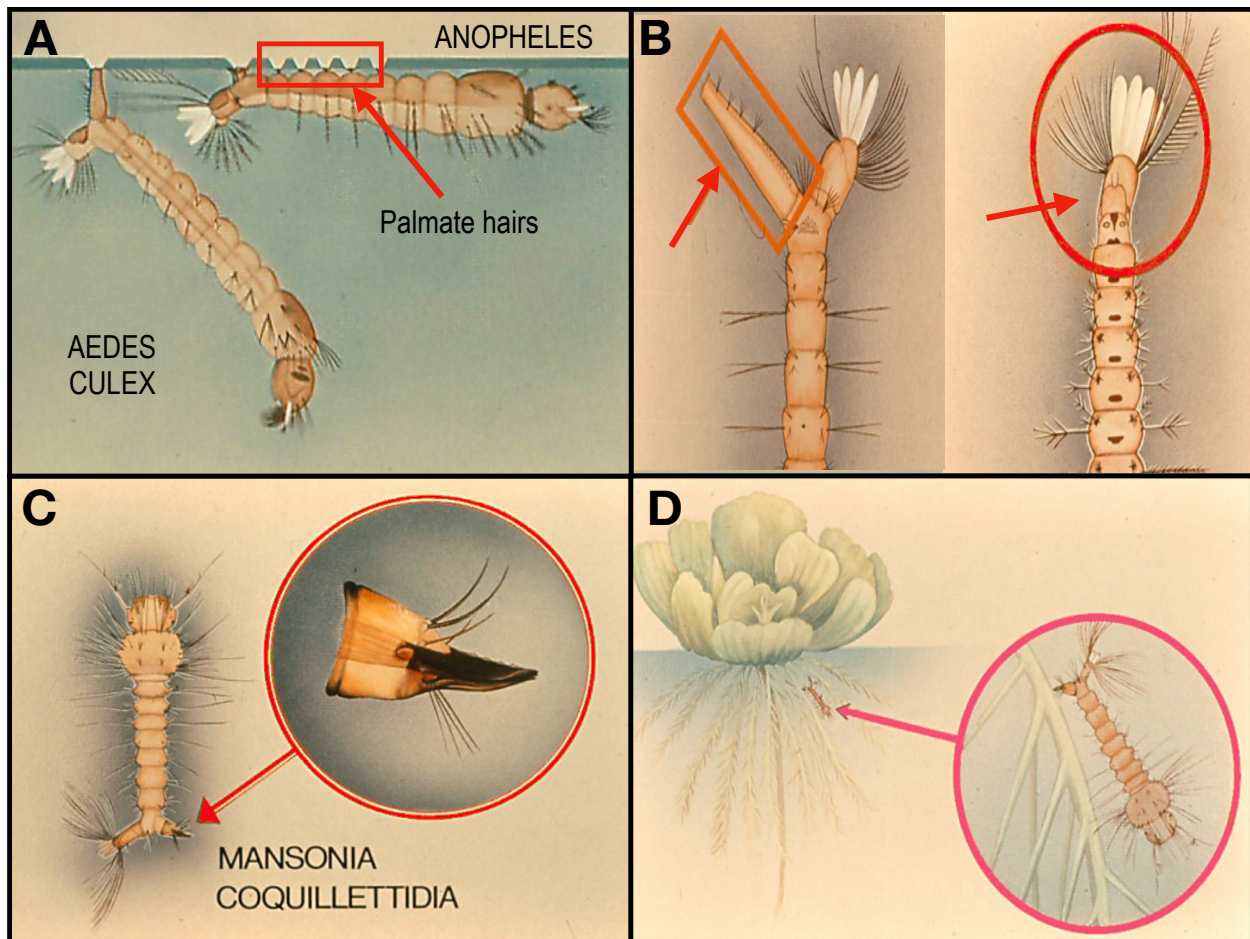 A
ANOPHELES
Palmate hairs
AEDES
CULEX
B
C
MANSONIA
COQUILLETTIDIA
D